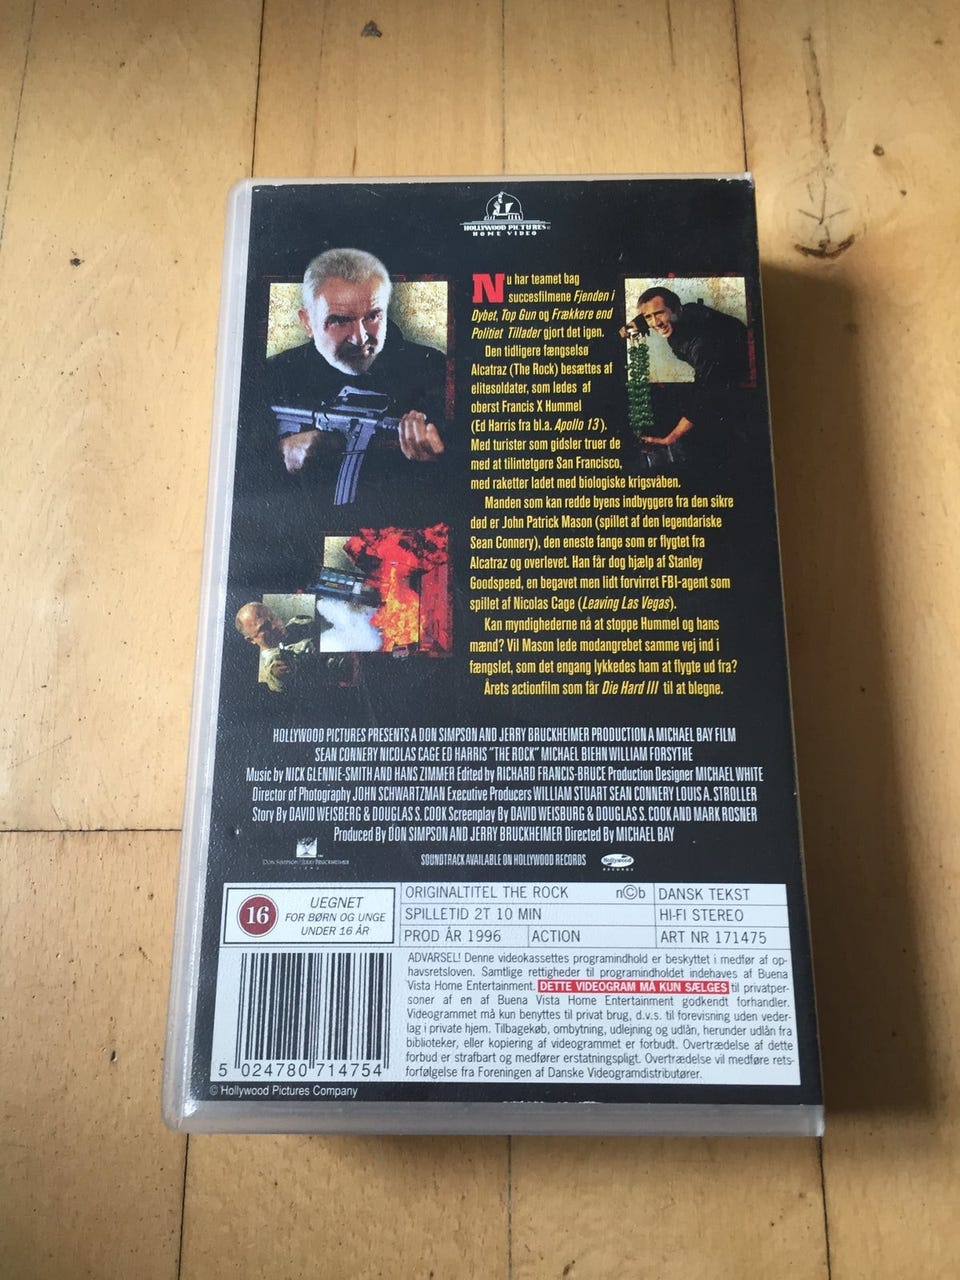 HOLLYWOOD PICTURES
HOME VIDEO
Nu har teamet bag
succesfilmene Fjenden i
Dybet, Top Gun og Frækkere end
Politiet Tillader gjort det igen.
Den tidligere fængselsø
Alcatraz (The Rock) besættes af
elitesoldater, som ledes af
oberst Francis X Hummel
(Ed Harris fra bl.a. Apollo 13).
Med turister som gidsler truer de
med at tilintetgøre San Francisco,
med raketter ladet med biologiske krigsvåben.
Manden som kan redde byens indbyggere fra den sikre
død er John Patrick Mason (spillet af den legendariske
Sean Connery), den eneste fange som er flygtet fra
Alcatraz og overlevet. Han får dog hjælp af Stanley
Goodspeed, en begavet men lidt forvirret FBI-agent som
spillet af Nicolas Cage (Leaving Las Vegas).
Kan myndighederne nå at stoppe Hummel og hans
mænd? Vil Mason lede modangrebet samme vej ind i
fængslet, som det engang lykkedes ham at flygte ud fra?
Årets actionfilm som får Die Hard III til at blegne.
HOLLYWOOD PICTURES PRESENTS A DON SIMPSON AND JERRY BRUCKHEIMER PRODUCTION A MICHAEL BAY FILM
SEAN CONNERY NICOLAS CAGE ED HARRIS "THE ROCK" MICHAEL BIEHN WILLIAM FORSYTHE
Music by NICK GLENNIE-SMITH AND HANS ZIMMER Edited by RICHARD FRANCIS-BRUCE Production Designer MICHAEL WHITE
Director of Photography JOHN SCHWARTZMAN Executive Producers WILLIAM STUART SEAN CONNERY LOUIS A. STROLLER
Story By DAVID WEISBERG & DOUGLAS S. COOK Screenplay By DAVID WEISBURG & DOUGLAS S. COOK AND MARK ROSNER
Produced By DON SIMPSON AND JERRY BRUCKHEIMER Directed By MICHAEL BAY
DON SIMPSON/JERRY BRUCKHEIMER
FILMS
SOUNDTRACK AVAILABLE ON HOLLYWOOD RECORDS
Hollywood
RECORDS
16
UEGNET
FOR BØRN OG UNGE
UNDER 16 ÅR
ORIGINALTITEL THE ROCK
n©b
DANSK TEKST
SPILLETID 2T 10 MIN
HI-FI STEREO
PROD ÅR 1996
ACTION
ART NR 171475
ADVARSEL! Denne videokassettes programindhold er beskyttet i medfør af op-
havsretsloven. Samtlige rettigheder til programindholdet indehaves af Buena
Vista Home Entertainment. DETTE VIDEOGRAM MÅ KUN SÆLGES til privatper-
soner af en af Buena Vista Home Entertainment godkendt forhandler.
Videogrammet må kun benyttes til privat brug, d.v.s. til forevisning uden veder-
lag i private hjem. Tilbagekøb, ombytning, udlejning og udlån, herunder udlån fra
biblioteker, eller kopiering af videogrammet er forbudt. Overtrædelse af dette
forbud er strafbart og medfører erstatningspligt. Overtrædelse vil medføre rets-
forfølgelse fra Foreningen af Danske Videogramdistributører.
5 024780 714754
© Hollywood Pictures Company